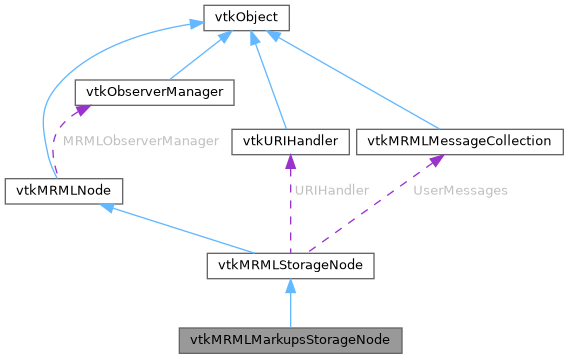 vtkObject
vtkObserverManager
MRMLObserverManager
vtkURIHandler
vtkMRMLMessageCollection
vtkMRMLNode
URIHandler
UserMessages
vtkMRMLStorageNode
vtkMRMLMarkupsStorageNode